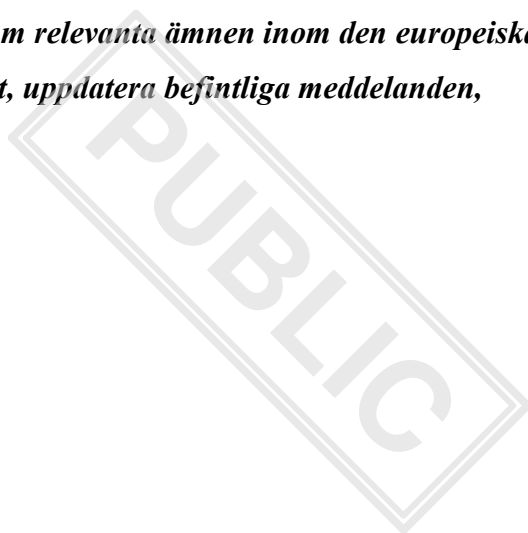 m relevanta ämnen inom den europeiska
t, uppdatera befintliga meddelanden,
PUBLIC